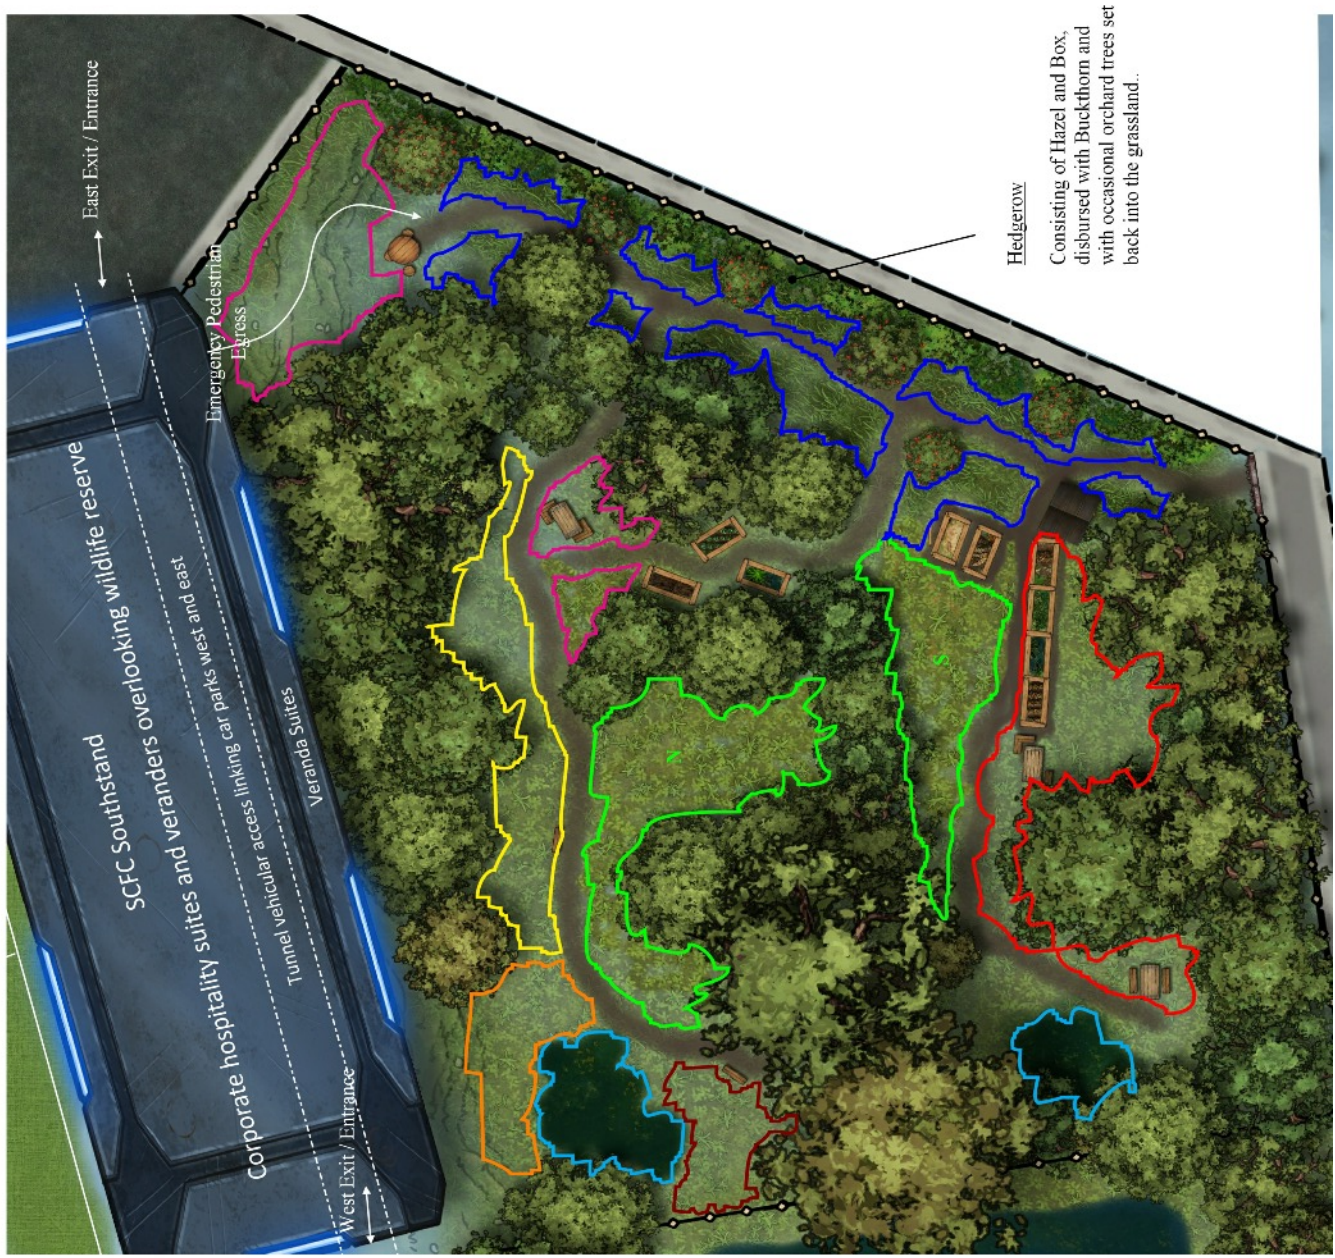 SCFC Southstand
Corporate hospitality suites and veranders overlooking wildlife reserve
Tunnel vehicular access linking car parks west and east
Veranda Suites
West Exit / Entrance
East Exit / Entrance
Emergency Pedestrian
Egress
Hedgerow
Consisting of Hazel and Box,
disbursed with Buckthorn and
with occasional orchard trees set
back into the grassland..
N
S